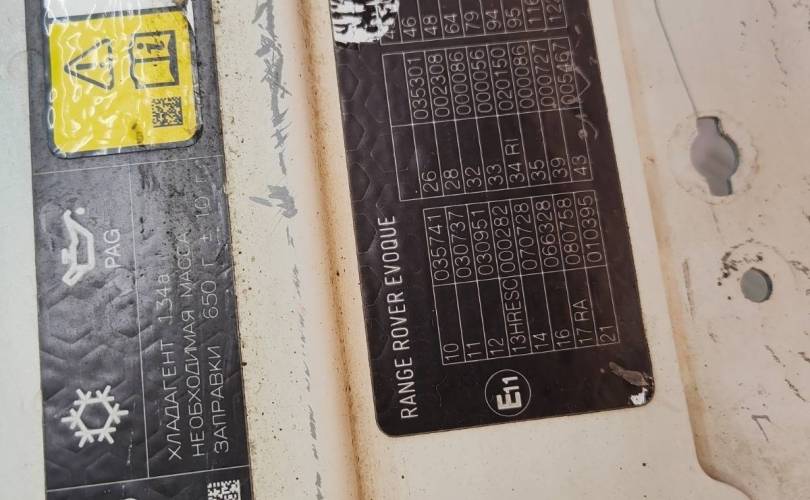 PAG
ХЛАДАГЕНТ 134a
НЕОБХОДИМАЯ МАССА
ЗАПРАВКИ 650 Г ± 10
RANGE ROVER EVOQUE
10 035741
11 030737
12 030951
13HRESC 000282
14 070728
16 066328
17 RA 080758
21 010395
26 035301
28 002308
32 000086
33 000056
34 RI 020150
35 000086
39 000727
43 005467
46
48
64
79
94
95
116
E11